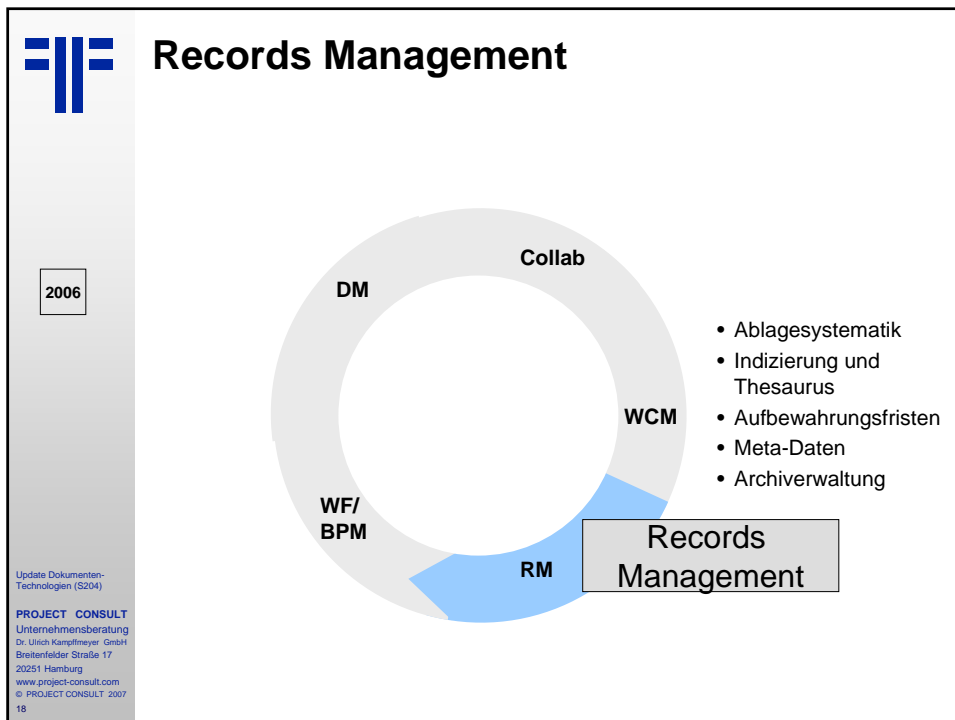 Records Management
2006
Collab
DM
WCM
WF/
BPM
RM
Records
Management
• Ablagesystematik
• Indizierung und
Thesaurus
• Aufbewahrungsfristen
• Meta-Daten
• Archiverwaltung
Update Dokumenten-
Technologien (S204)
PROJECT CONSULT
Unternehmensberatung
Dr. Ulrich Kampffmeyer GmbH
Breitenfelder Straße 17
20251 Hamburg
www.project-consult.com
© PROJECT CONSULT 2007
18